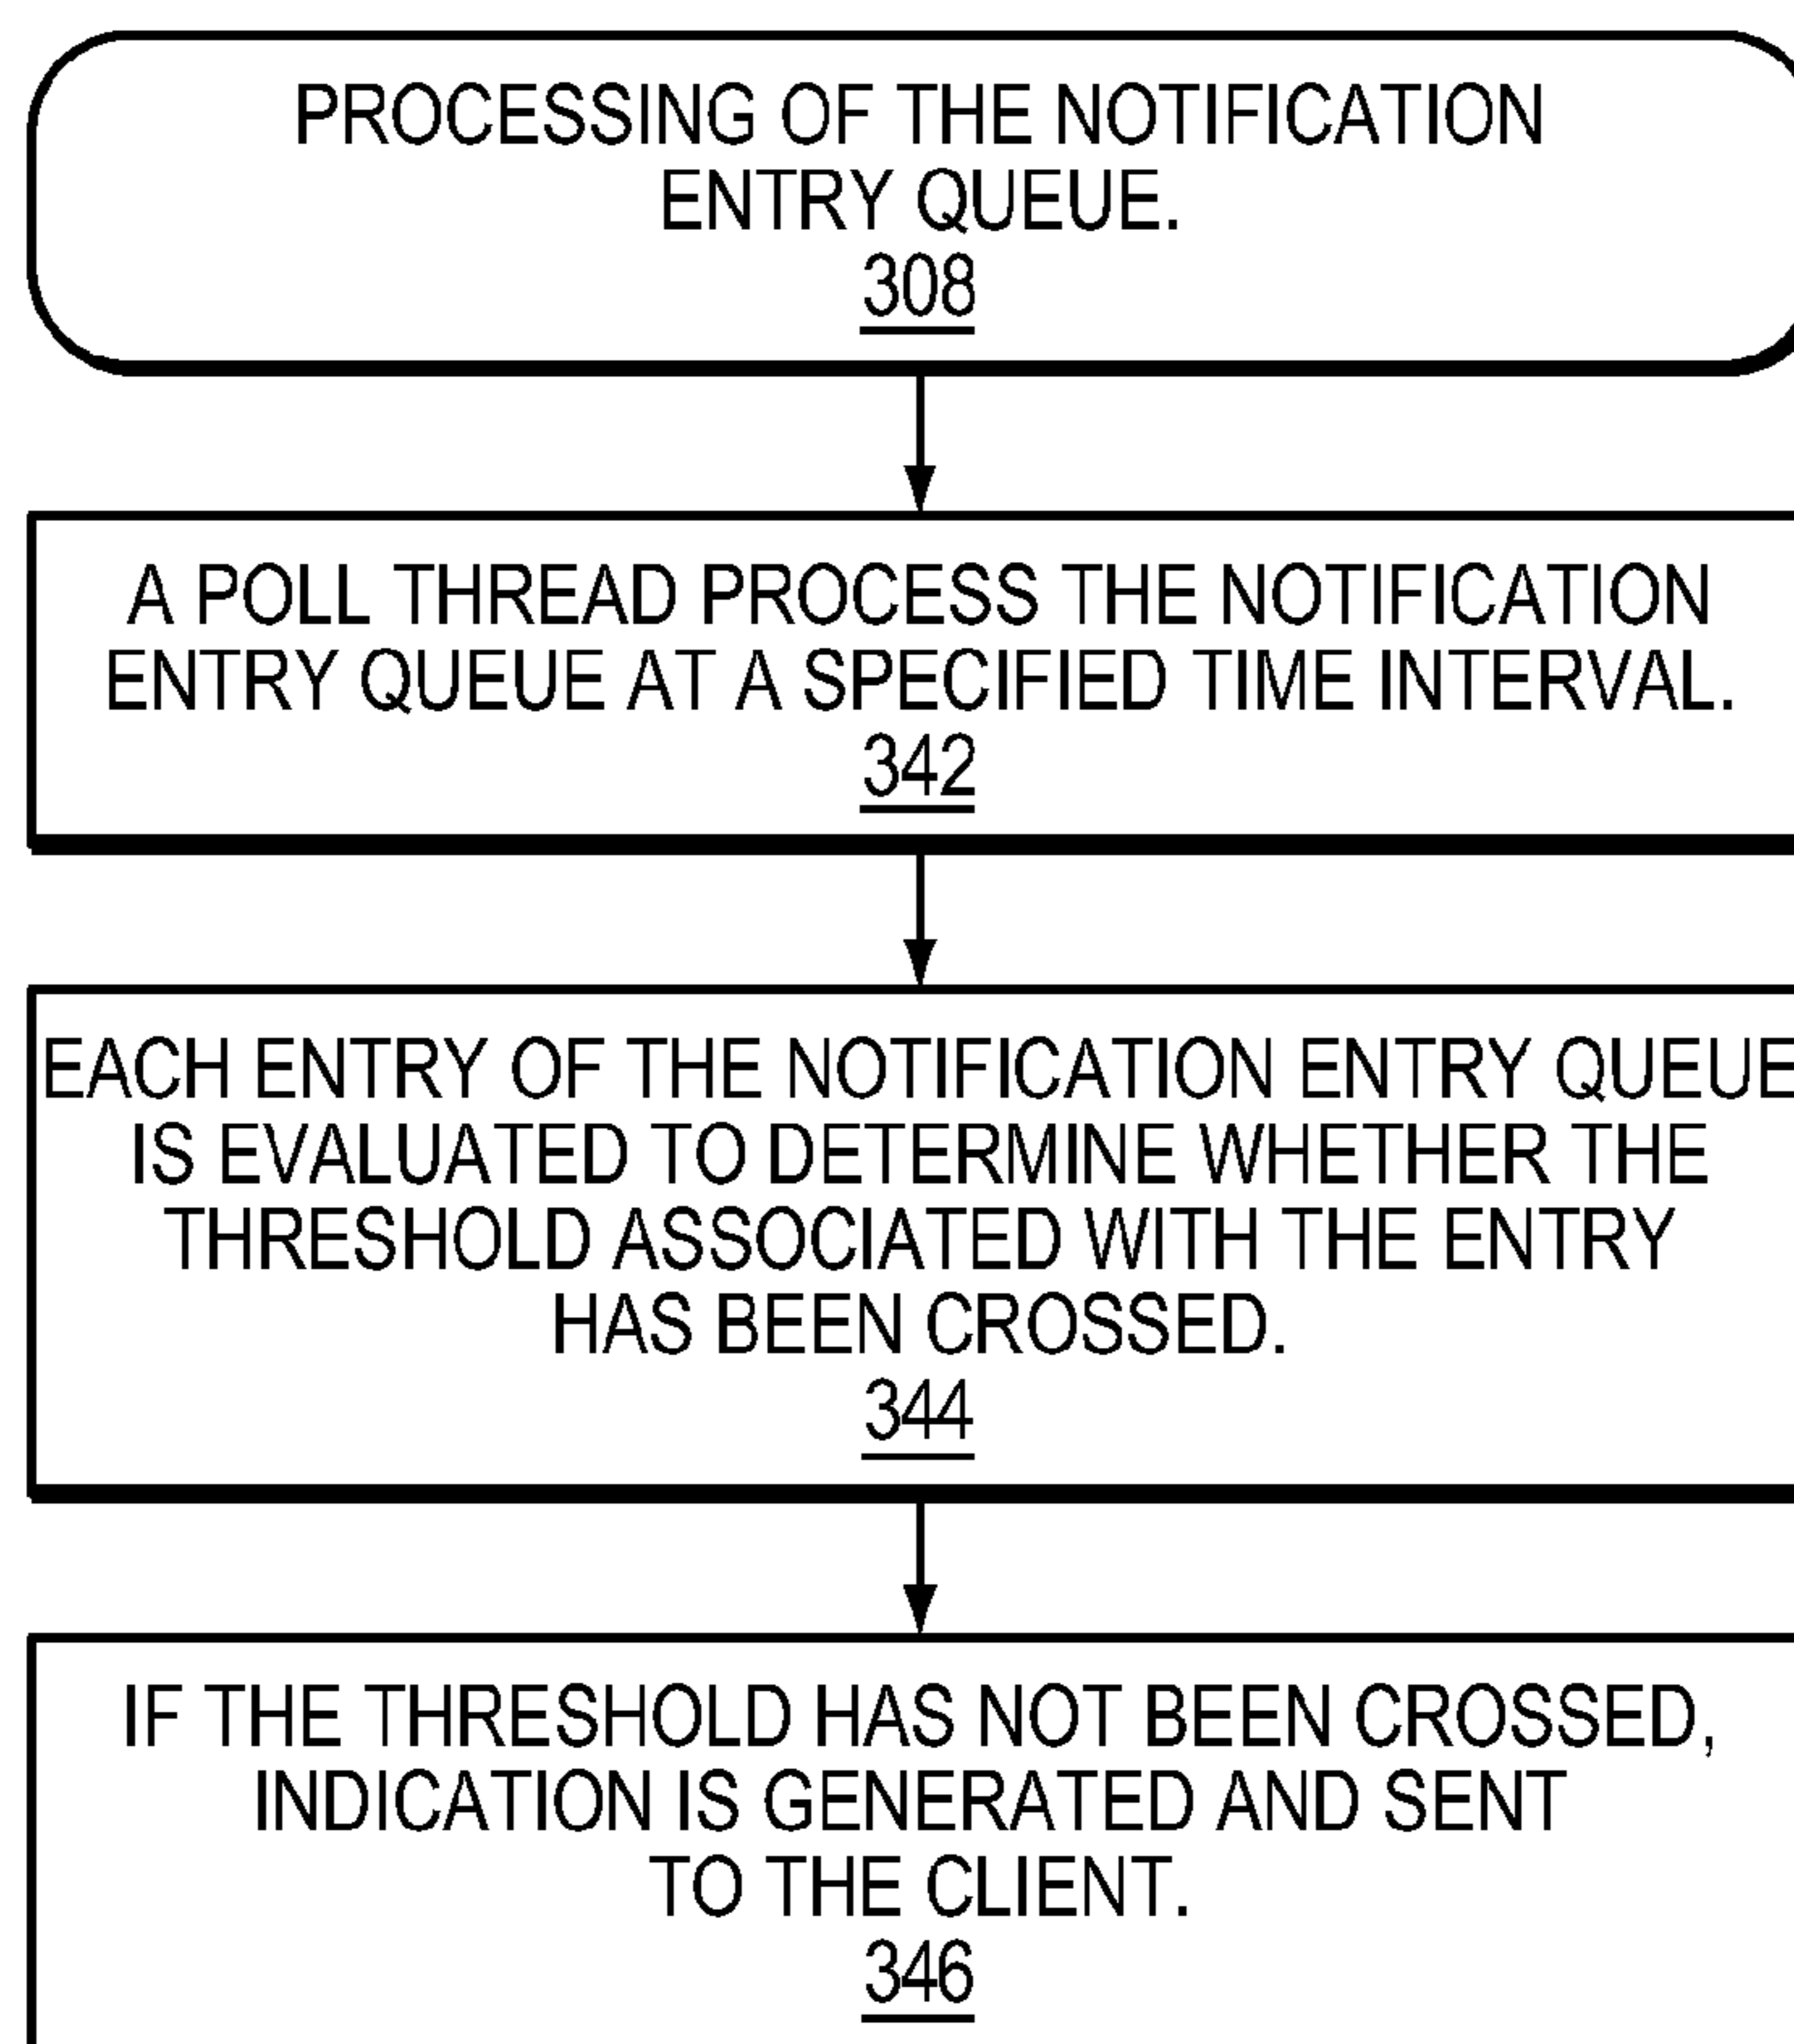 PROCESSING OF THE NOTIFICATION
ENTRY QUEUE.
308
A POLL THREAD PROCESS THE NOTIFICATION
ENTRY QUEUE AT A SPECIFIED TIME INTERVAL.
342
EACH ENTRY OF THE NOTIFICATION ENTRY QUEUE
IS EVALUATED TO DETERMINE WHETHER THE
THRESHOLD ASSOCIATED WITH THE ENTRY
HAS BEEN CROSSED.
344
IF THE THRESHOLD HAS NOT BEEN CROSSED,
INDICATION IS GENERATED AND SENT
TO THE CLIENT.
346